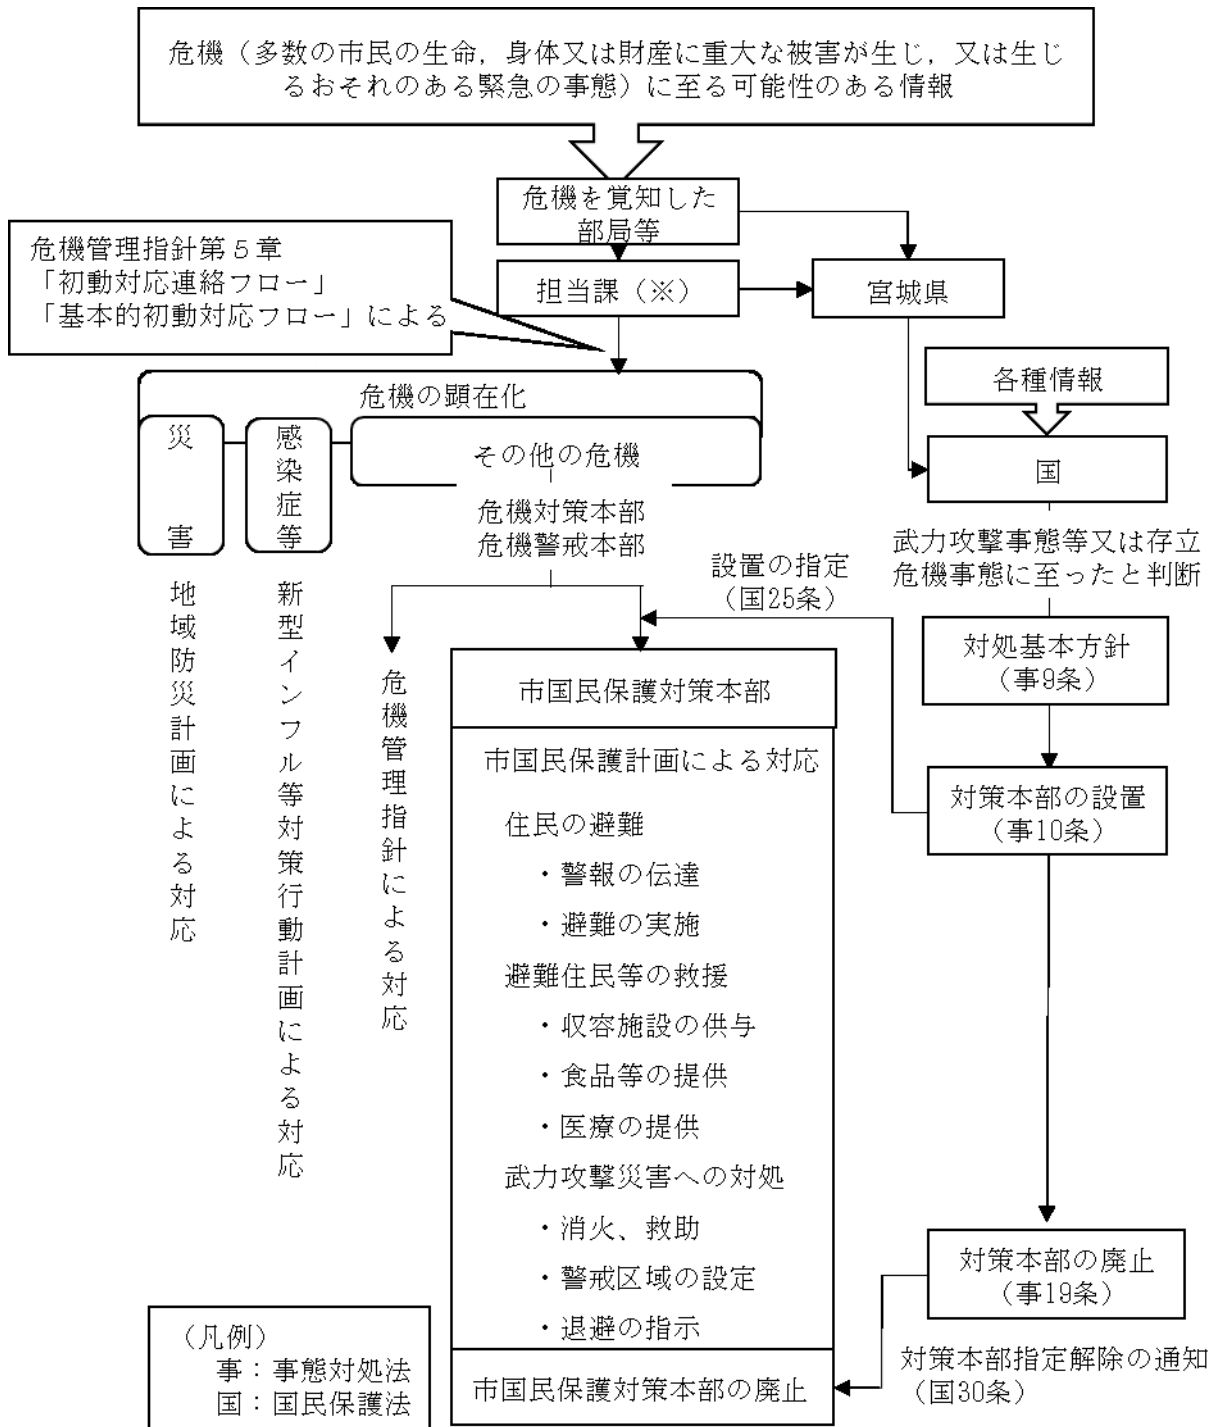 危機(多数の市民の生命,身体又は財産に重大な被害が生じ,又は生じ
るおそれのある緊急の事態)に至る可能性のある情報
危機を覚知した
部局等
危機管理指針第5章
「初動対応連絡フロー」
「基本的初動対応フロー」による
担当課(※)
宮城県
各種情報
危機の顕在化
災害
感染症等
その他の危機
国
危機対策本部
危機警戒本部
武力攻撃事態等又は存立
危機事態に至ったと判断
設置の指定
(国25条)
地域防災計画による対応
新型インフル等対策行動計画による対応
危機管理指針による対応
対処基本方針
(事9条)
市国民保護対策本部
市国民保護計画による対応
対策本部の設置
(事10条)
住民の避難
・警報の伝達
・避難の実施
避難住民等の救援
・収容施設の供与
・食品等の提供
・医療の提供
武力攻撃災害への対処
・消火、救助
・警戒区域の設定
・退避の指示
対策本部の廃止
(事19条)
対策本部指定解除の通知
(国30条)
市国民保護対策本部の廃止
(凡例)
事:事態対処法
国:国民保護法